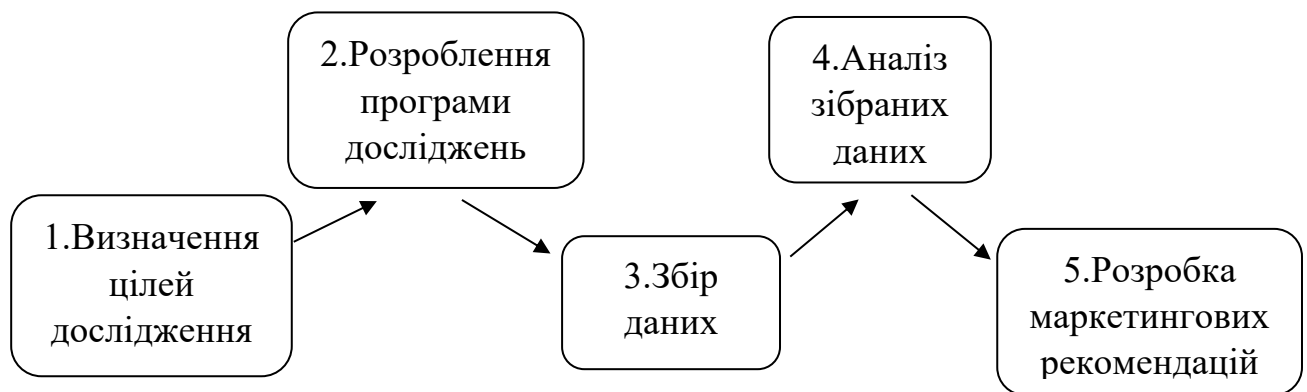 1.Визначення
цілей
дослідження
2.Розроблення
програми
досліджень
3.Збір
даних
4.Аналіз
зібраних
даних
5.Розробка
маркетингових
рекомендацій